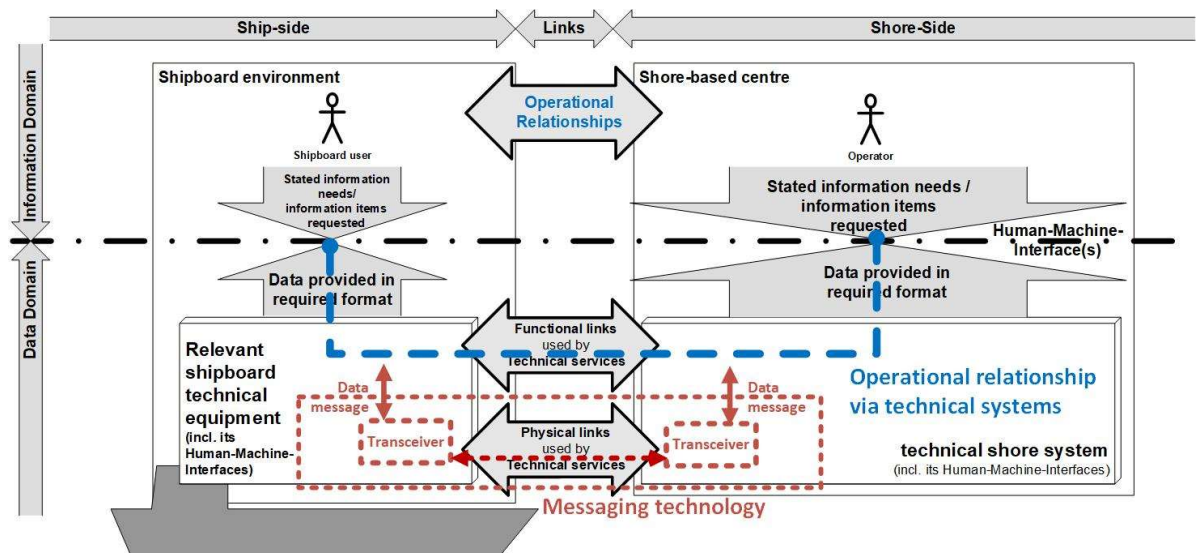 Ship-side
Links
Shore-Side
Information Domain
Data Domain
Shipboard environment
Shipboard user
Stated information
needs/
information items
requested
Data provided in
required format
Operational
Relationships
Shore-based centre
Operator
Stated information needs /
information items
requested
Human-Machine-
Interface(s)
Data provided in
required format
Relevant
shipboard
technical
equipment
(incl. its
Human-Machine-
Interfaces)
Data
message
Transceiver
Functional links
used by
Technical services
Physical links
used by
Technical services
Data
message
Transceiver
Operational relationship
via technical systems
technical shore system
(incl. its Human-Machine-Interfaces)
Messaging technology